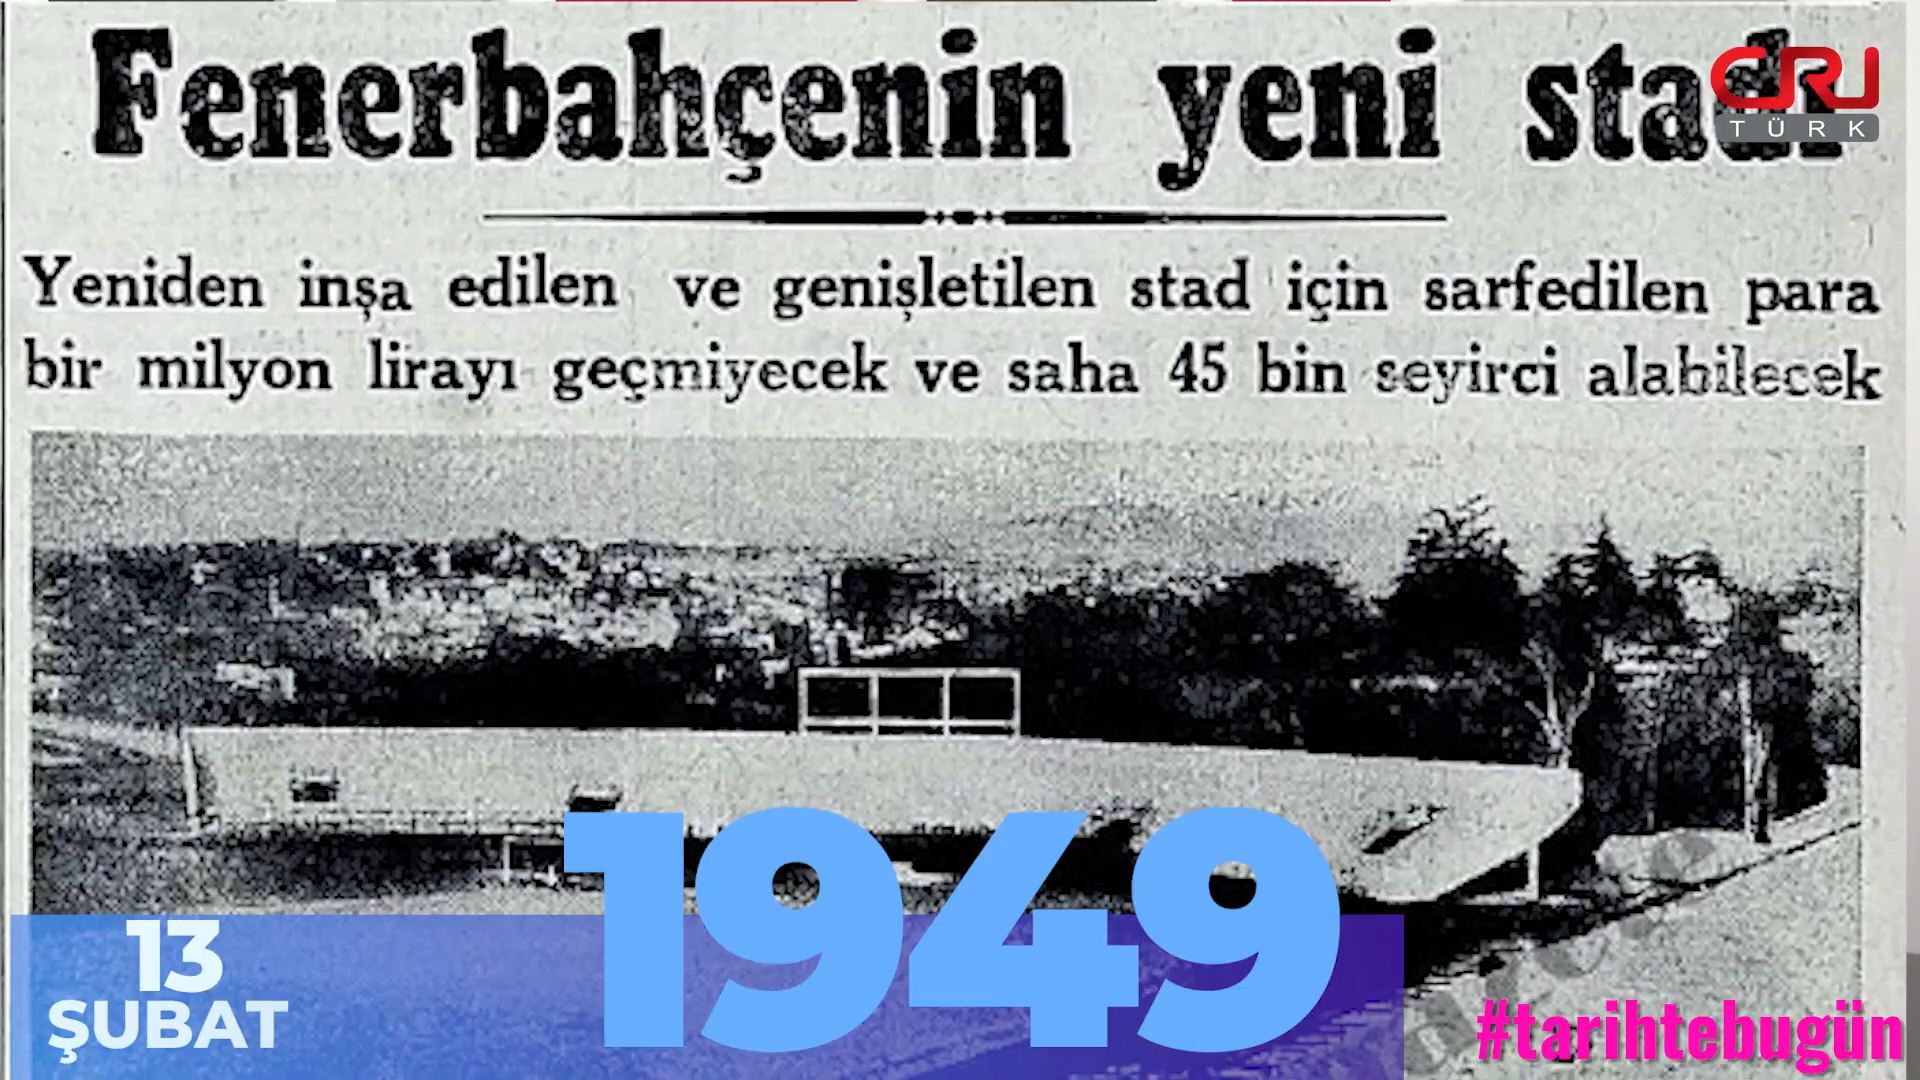 Fenerbahçenin yeni stadı
CRI
TÜRK
Yeniden inşa edilen ve genişletilen stad için sarfedilen para
bir milyon lirayı geçmiyecek ve saha 45 bin seyirci alabilecek
1949
13
ŞUBAT
#tarihtebugün